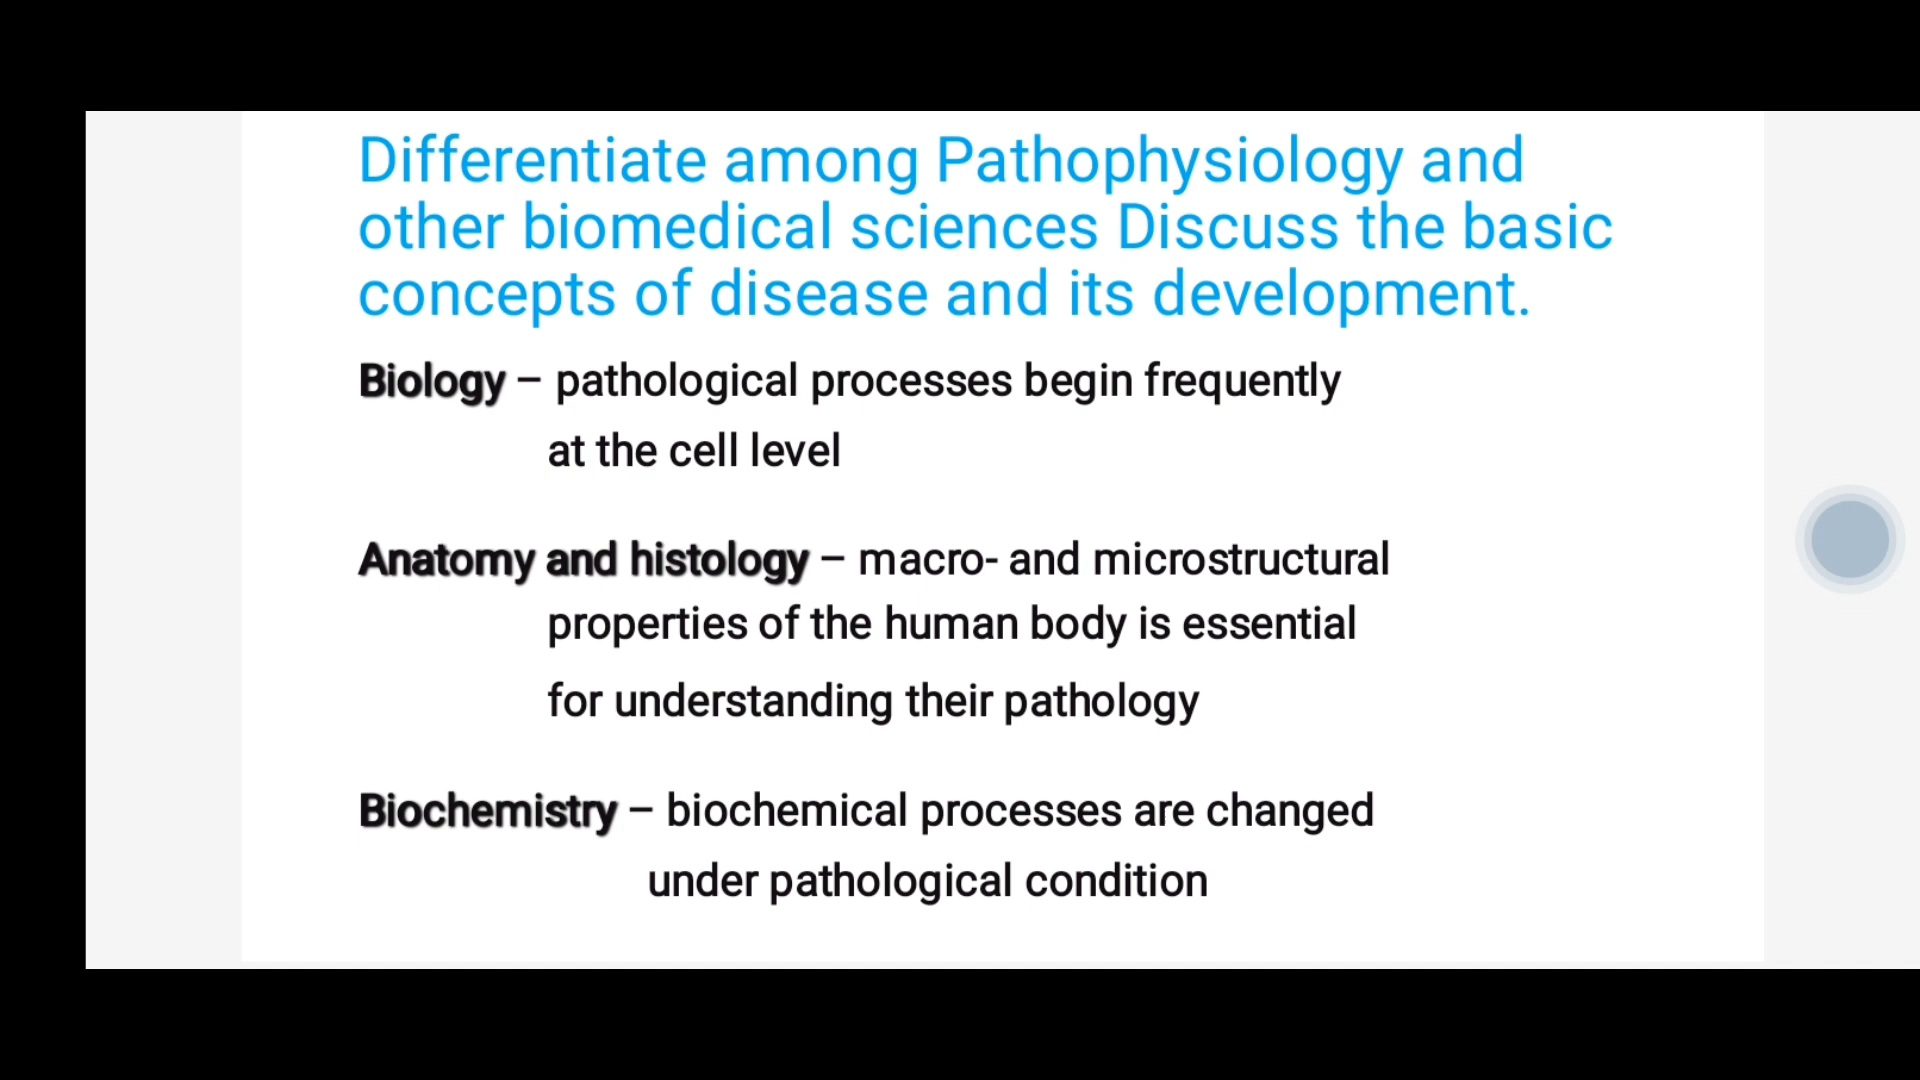 Differentiate among Pathophysiology and
other biomedical sciences Discuss the basic
concepts of disease and its development.
Biology – pathological processes begin frequently
at the cell level
Anatomy and histology – macro- and microstructural
properties of the human body is essential
for understanding their pathology
Biochemistry – biochemical processes are changed
under pathological condition